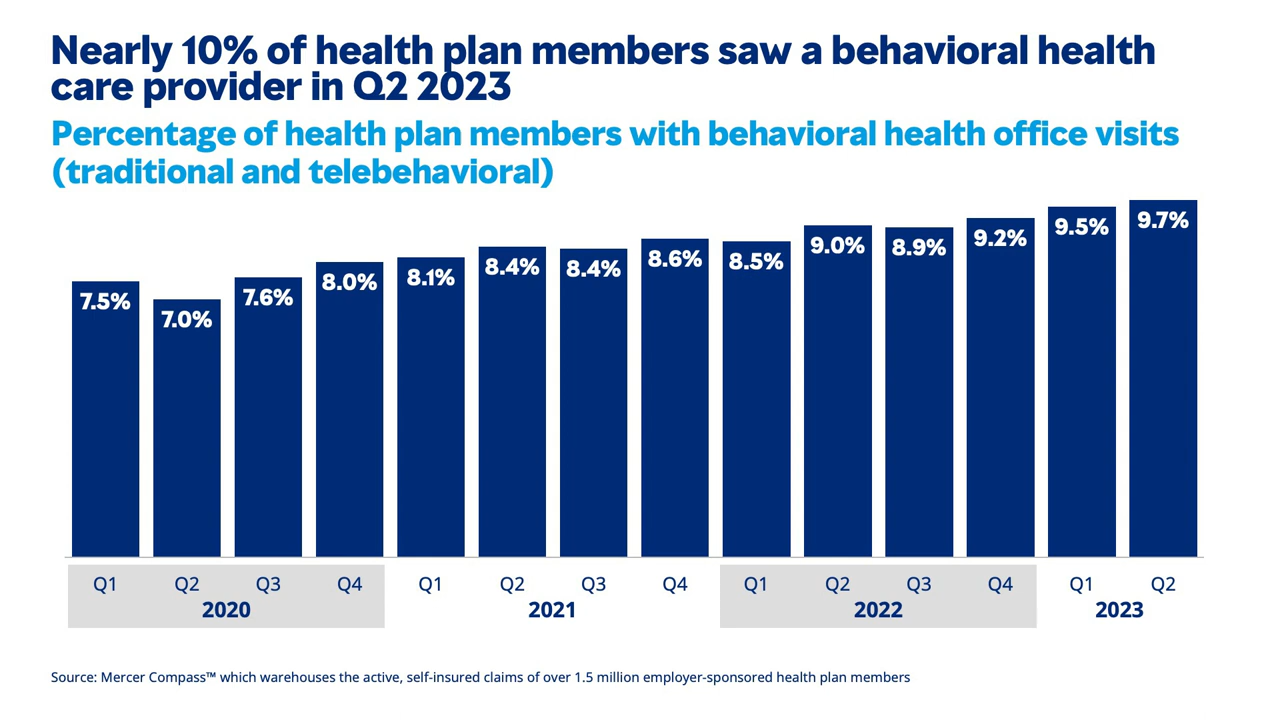 Nearly 10% of health plan members saw a behavioral health
care provider in Q2 2023
Percentage of health plan members with behavioral health office visits
(traditional and telebehavioral)
7.5%
7.0%
7.6%
8.0%
8.1%
8.4%
8.4%
8.6%
8.5%
9.0%
8.9%
9.2%
9.5%
9.7%
Q1 Q2 Q3 Q4 Q1 Q2 Q3 Q4 Q1 Q2 Q3 Q4 Q1 Q2
2020 2021 2022 2023
Source: Mercer Compass™ which warehouses the active, self-insured claims of over 1.5 million employer-sponsored health plan members